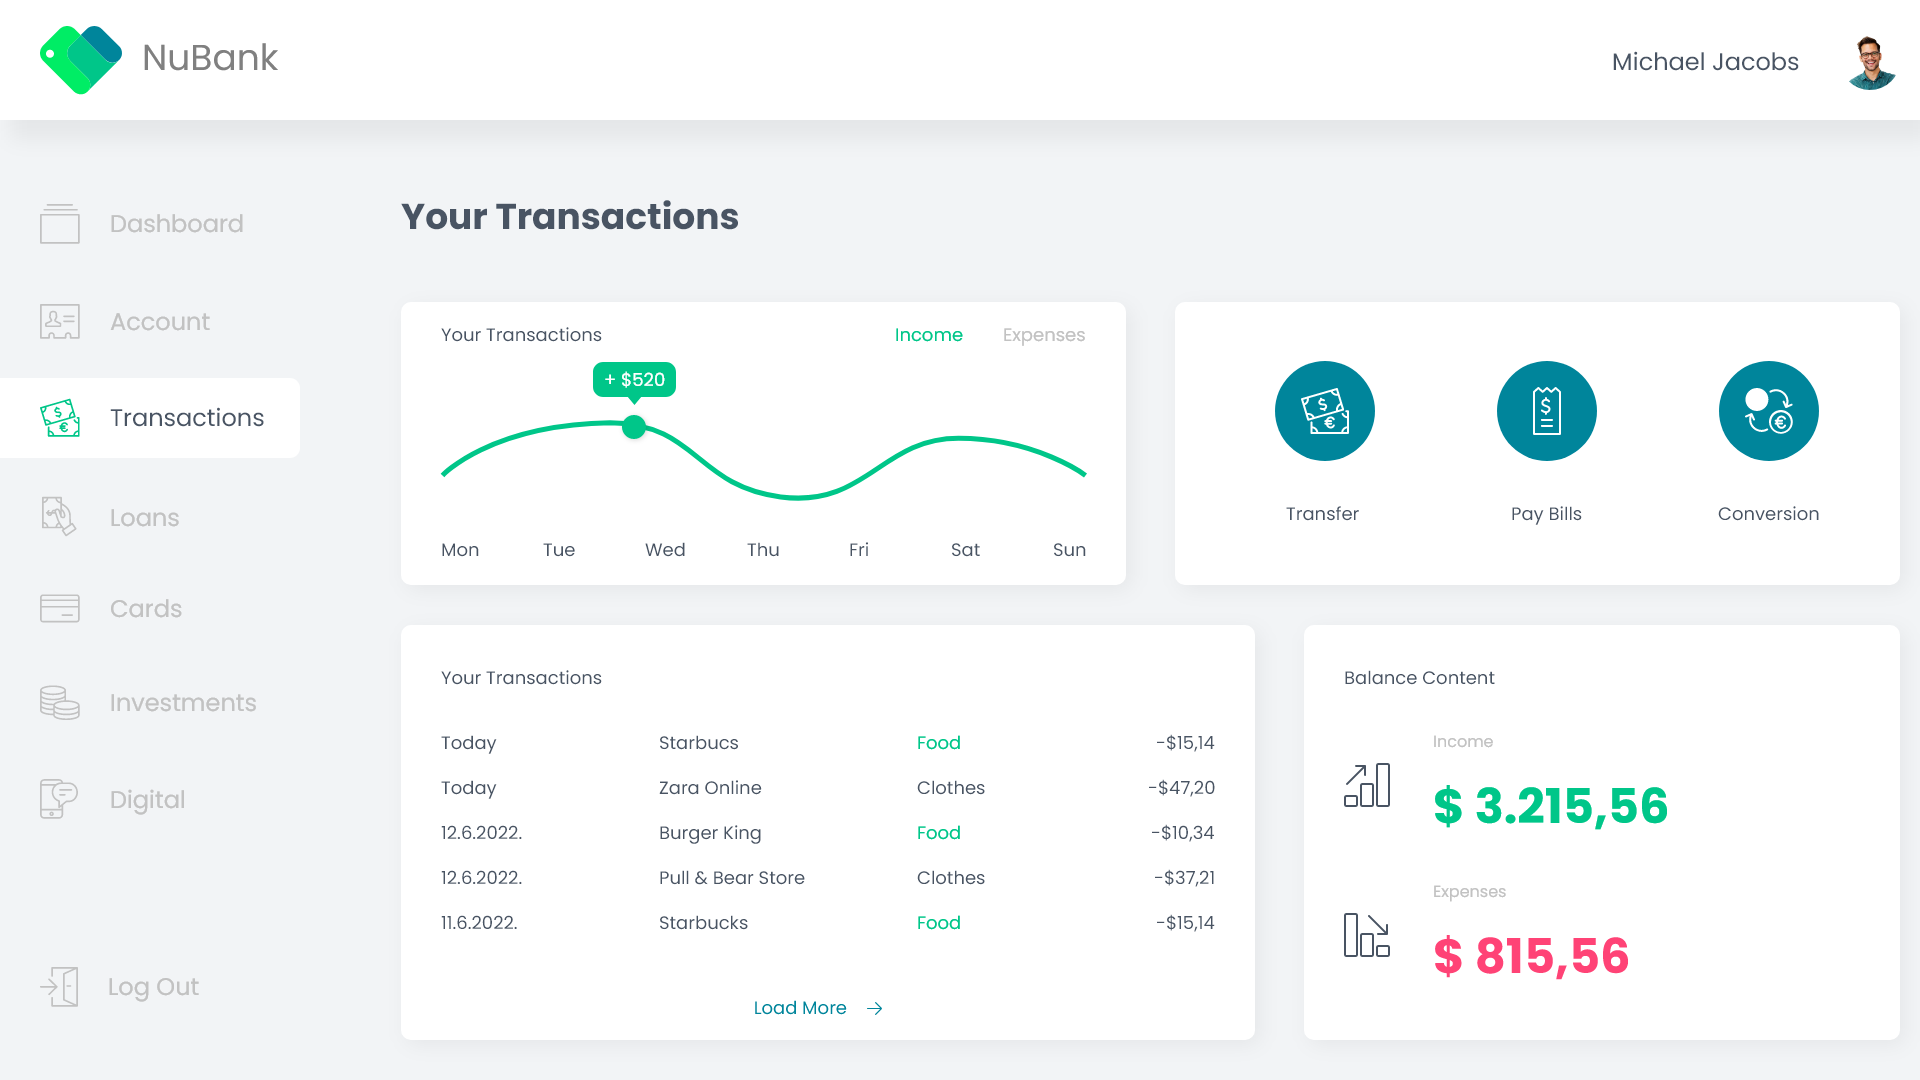 NuBank
Michael Jacobs
Dashboard
Account
Transactions
Loans
Cards
Investments
Digital
Log Out
Your Transactions
Your Transactions Income Expenses
+ $520
Mon Tue Wed Thu Fri Sat Sun
Transfer Pay Bills Conversion
Your Transactions
Today Starbucs Food -$15,14
Today Zara Online Clothes -$47,20
12.6.2022. Burger King Food -$10,34
12.6.2022. Pull & Bear Store Clothes -$37,21
11.6.2022. Starbucks Food -$15,14
Load More
Balance Content
Income
$ 3.215,56
Expenses
$ 815,56